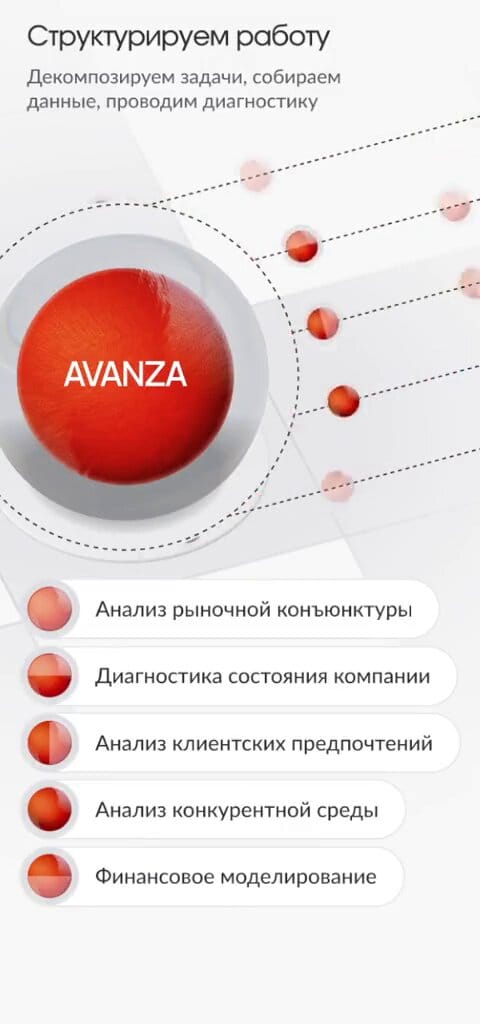 Структурируем работу
Декомпозируем задачи, собираем
данные, проводим диагностику
AVANZA
Анализ рыночной конъюнктуры
Диагностика состояния компании
Анализ клиентских предпочтений
Анализ конкурентной среды
Финансовое моделирование